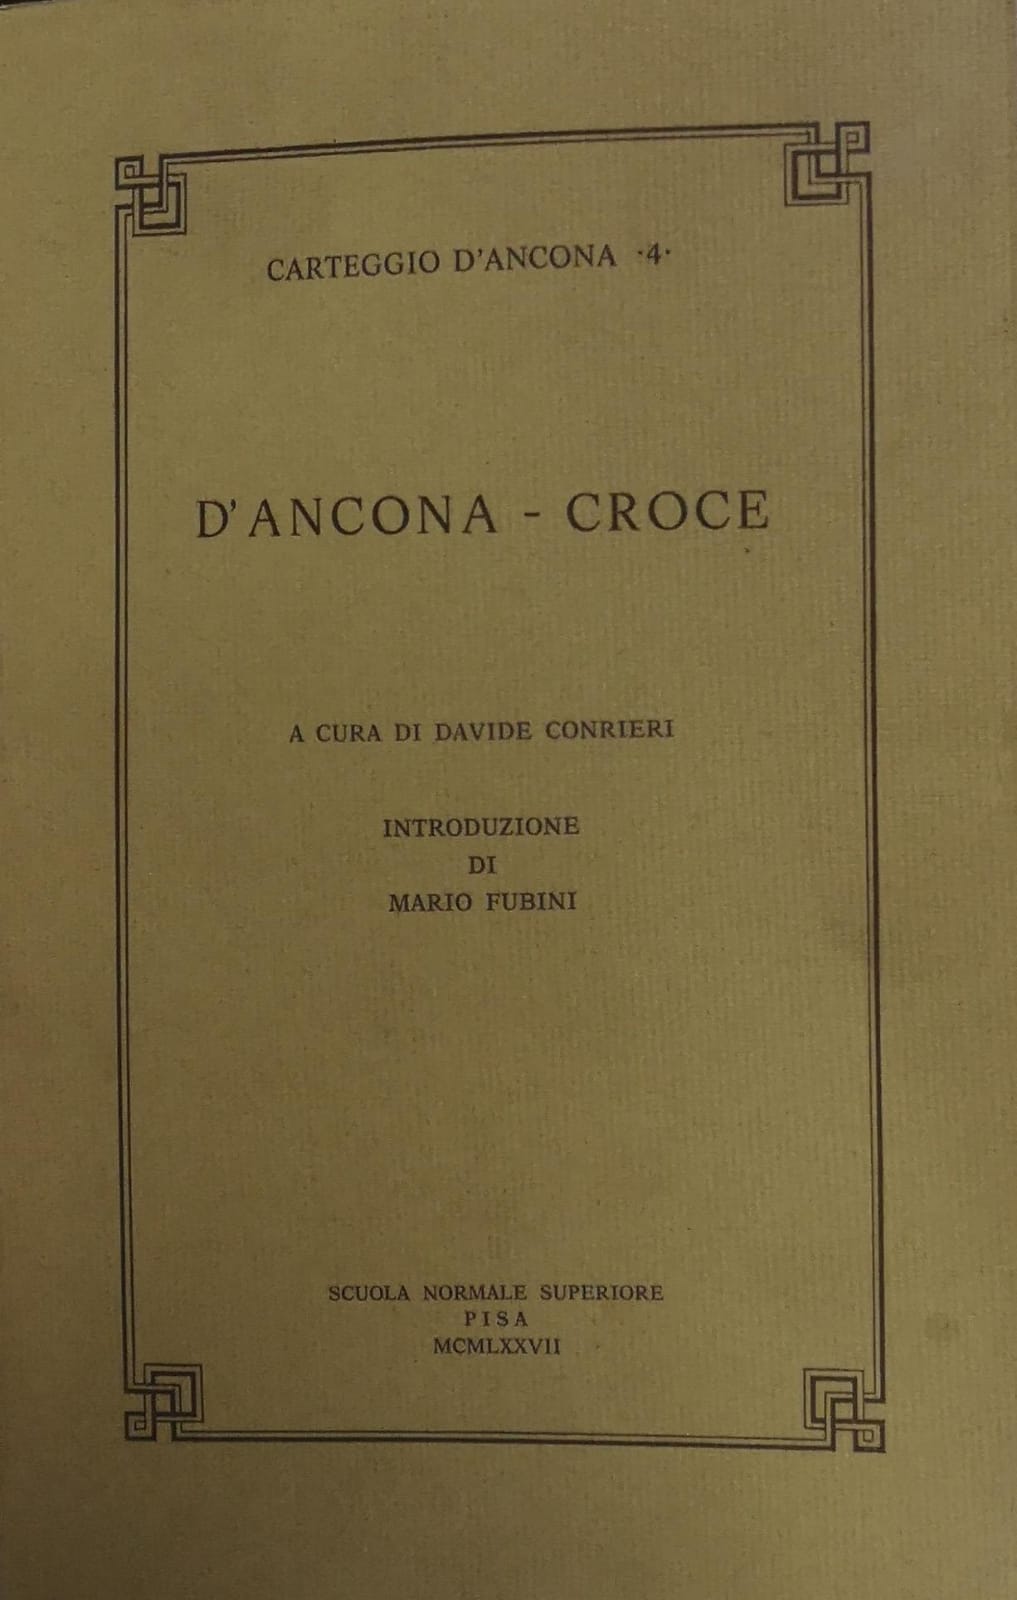 CARTEGGIO D'ANCONA ·4·
D'ANCONA - CROCE
A CURA DI DAVIDE CONRIERI
INTRODUZIONE
DI
MARIO FUBINI
SCUOLA NORMALE SUPERIORE
PISA
MCMLXXVII